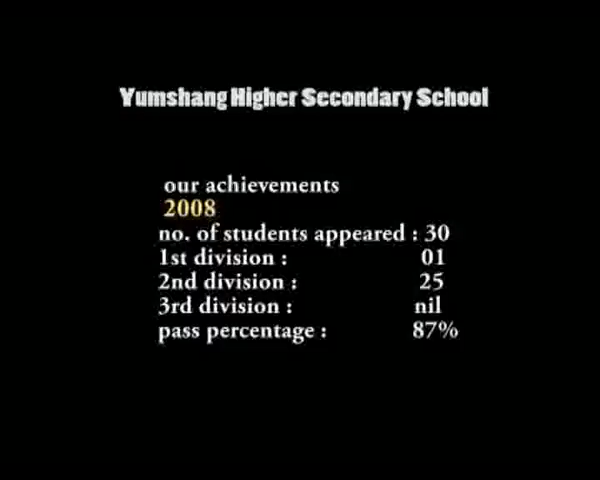 Yumshang Higher Secondary School
our achievements
2008
no. of students appeared : 30
1st division : 01
2nd division : 25
3rd division : nil
pass percentage : 87%